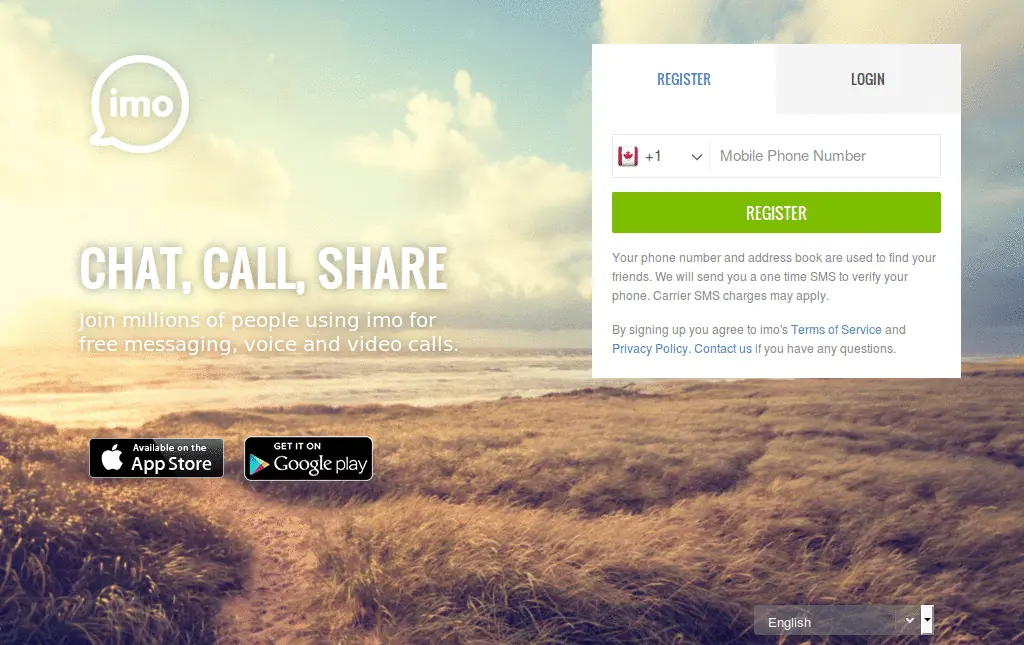 imo
CHAT, CALL, SHARE
Join millions of people using imo for
free messaging, voice and video calls.
Available on the
App Store
GET IT ON
Google play
REGISTER
LOGIN
+1
Mobile Phone Number
REGISTER
Your phone number and address book are used to find your
friends. We will send you a one time SMS to verify your
phone. Carrier SMS charges may apply.
By signing up you agree to imo's Terms of Service and
Privacy Policy. Contact us if you have any questions.
English